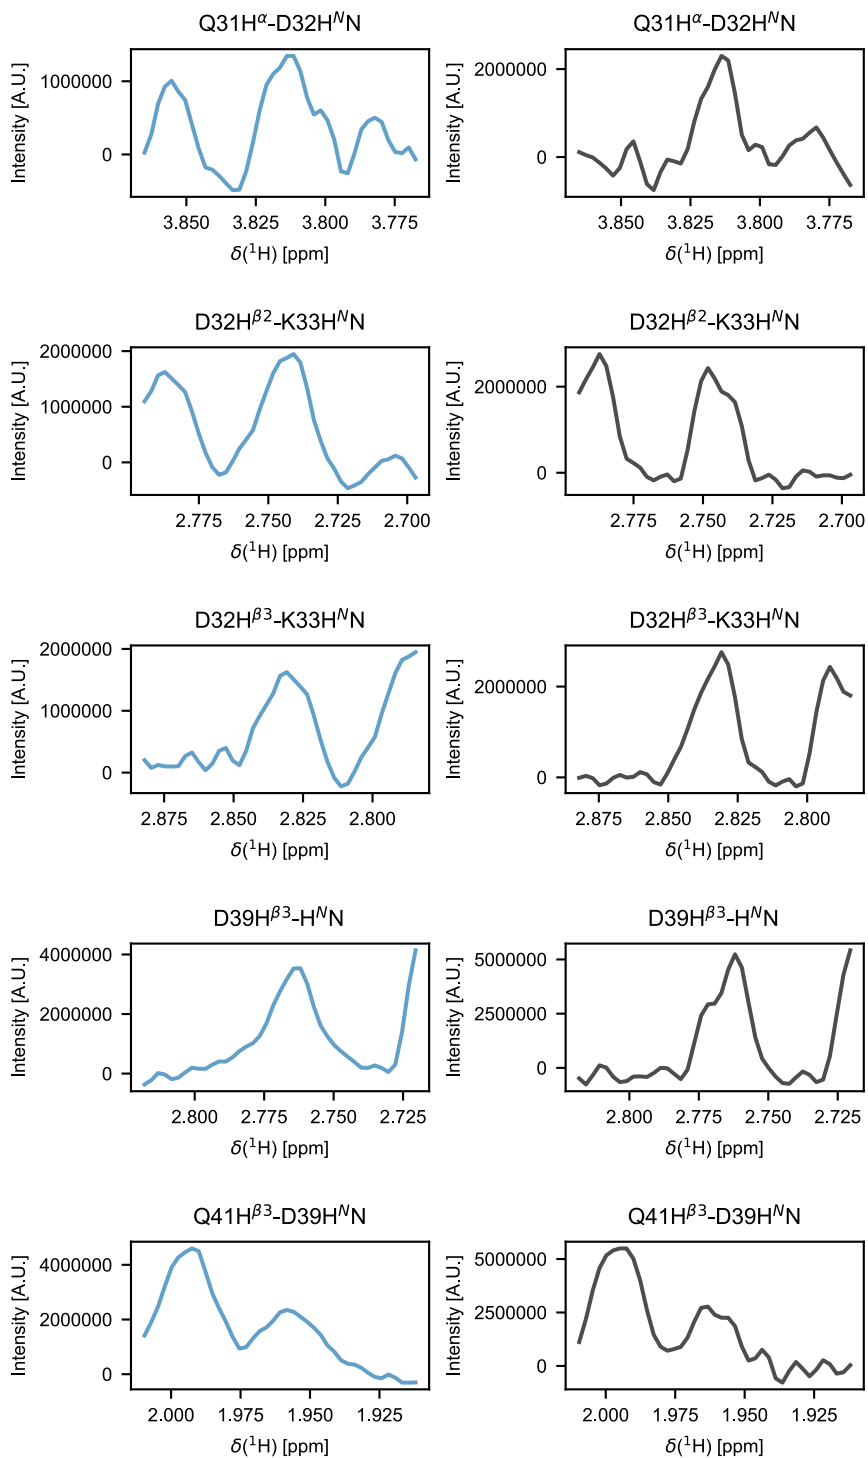 Q31Hᵅ-D32HᴺN
Intensity [A.U.]
1000000
0
3.850 3.825 3.800 3.775
δ(¹H) [ppm]
Q31Hᵅ-D32HᴺN
Intensity [A.U.]
2000000
0
3.850 3.825 3.800 3.775
δ(¹H) [ppm]
D32Hᵝ²-K33HᴺN
Intensity [A.U.]
2000000
1000000
0
2.775 2.750 2.725 2.700
δ(¹H) [ppm]
D32Hᵝ²-K33HᴺN
Intensity [A.U.]
2000000
0
2.775 2.750 2.725 2.700
δ(¹H) [ppm]
D32Hᵝ³-K33HᴺN
Intensity [A.U.]
2000000
1000000
0
2.875 2.850 2.825 2.800
δ(¹H) [ppm]
D32Hᵝ³-K33HᴺN
Intensity [A.U.]
2000000
0
2.875 2.850 2.825 2.800
δ(¹H) [ppm]
D39Hᵝ³-HᴺN
Intensity [A.U.]
4000000
2000000
0
2.800 2.775 2.750 2.725
δ(¹H) [ppm]
D39Hᵝ³-HᴺN
Intensity [A.U.]
5000000
2500000
0
2.800 2.775 2.750 2.725
δ(¹H) [ppm]
Q41Hᵝ³-D39HᴺN
Intensity [A.U.]
4000000
2000000
0
2.000 1.975 1.950 1.925
δ(¹H) [ppm]
Q41Hᵝ³-D39HᴺN
Intensity [A.U.]
5000000
2500000
0
2.000 1.975 1.950 1.925
δ(¹H) [ppm]